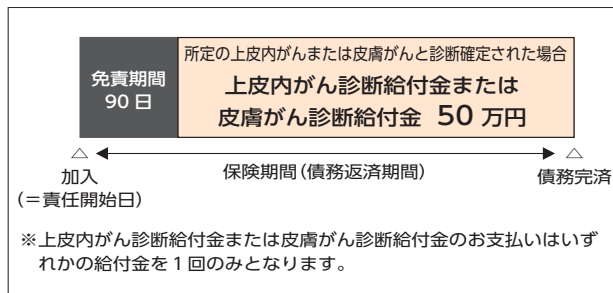 免責期間
90日
所定の上皮内がんまたは皮膚がんと診断確定された場合
上皮内がん診断給付金または
皮膚がん診断給付金 50万円
加入
(=責任開始日)
保険期間(債務返済期間)
債務完済
※上皮内がん診断給付金または皮膚がん診断給付金のお支払いはいず
れかの給付金を1回のみとなります。